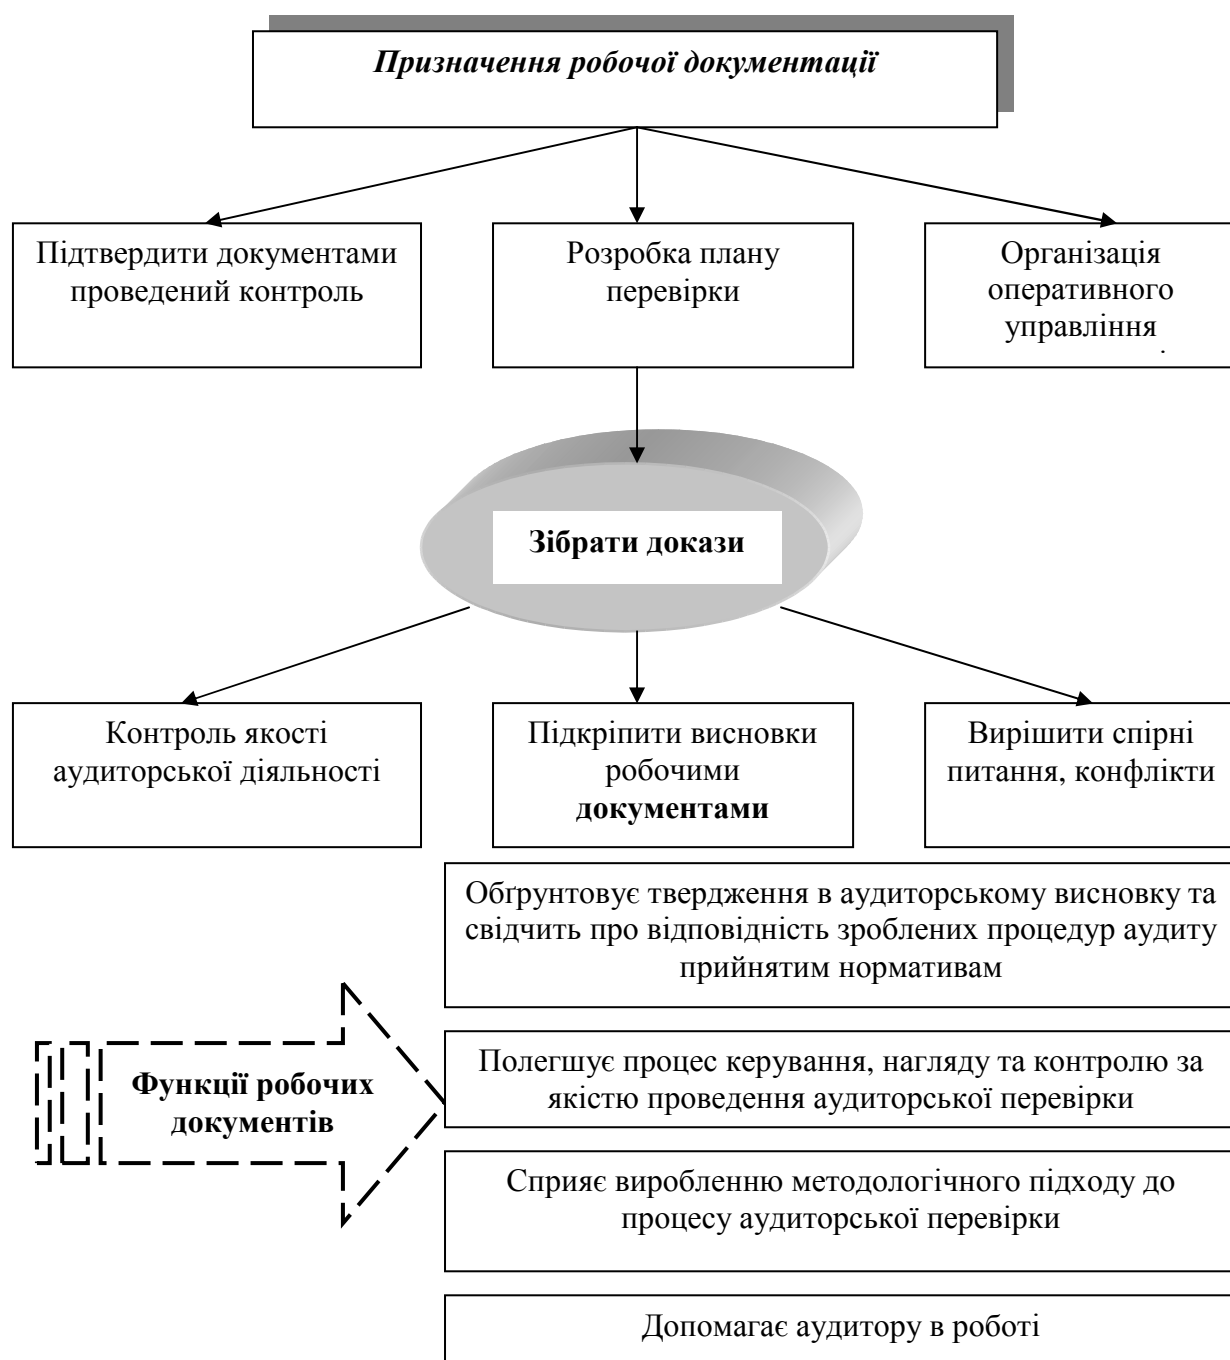 Призначення робочої документації
Підтвердити документами
проведений контроль
Розробка плану
перевірки
Організація
оперативного
управління
Зібрати докази
Контроль якості
аудиторської діяльності
Підкріпити висновки
робочими
документами
Вирішити спірні
питання, конфлікти
Обґрунтовує твердження в аудиторському висновку та
свідчить про відповідність зроблених процедур аудиту
прийнятим нормативам
Функції робочих
документів
Полегшує процес керування, нагляду та контролю за
якістю проведення аудиторської перевірки
Сприяє виробленню методологічного підходу до
процесу аудиторської перевірки
Допомагає аудитору в роботі